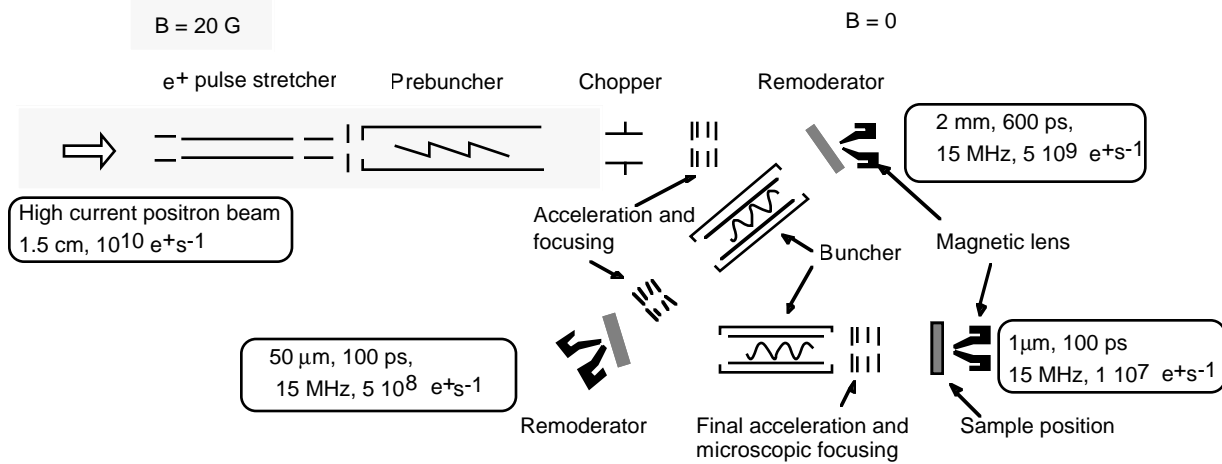 B = 20 G
B = 0
e+ pulse stretcher
Prebuncher
Chopper
Remoderator
2 mm, 600 ps,
15 MHz, 5 10⁹ e+s-1
High current positron beam
1.5 cm, 10¹⁰ e+s-1
Acceleration and
focusing
Buncher
Magnetic lens
50 μm, 100 ps,
15 MHz, 5 10⁸ e+s-1
1μm, 100 ps
15 MHz, 1 10⁷ e+s-1
Remoderator
Final acceleration and
microscopic focusing
Sample position